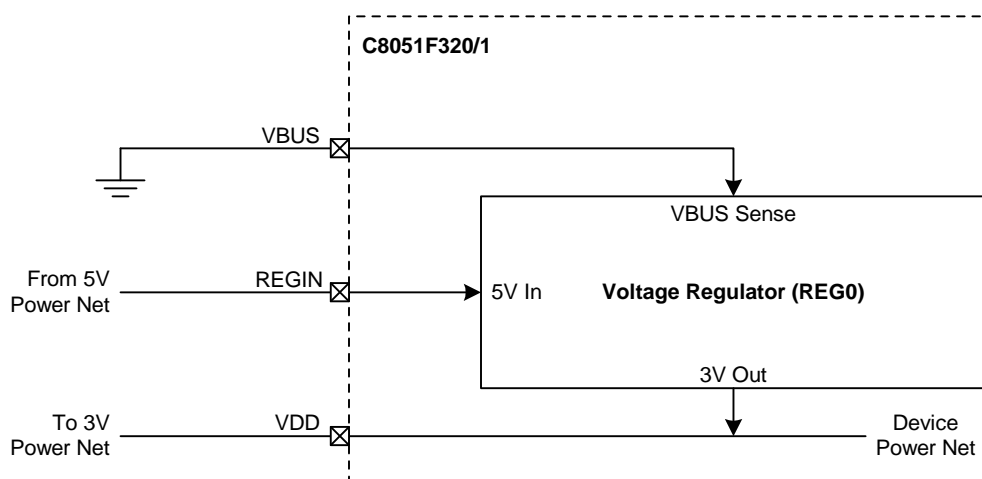 C8051F320/1
VBUS
VBUS Sense
From 5V
Power Net
REGIN
5V In
Voltage Regulator (REG0)
3V Out
To 3V
Power Net
VDD
Device
Power Net